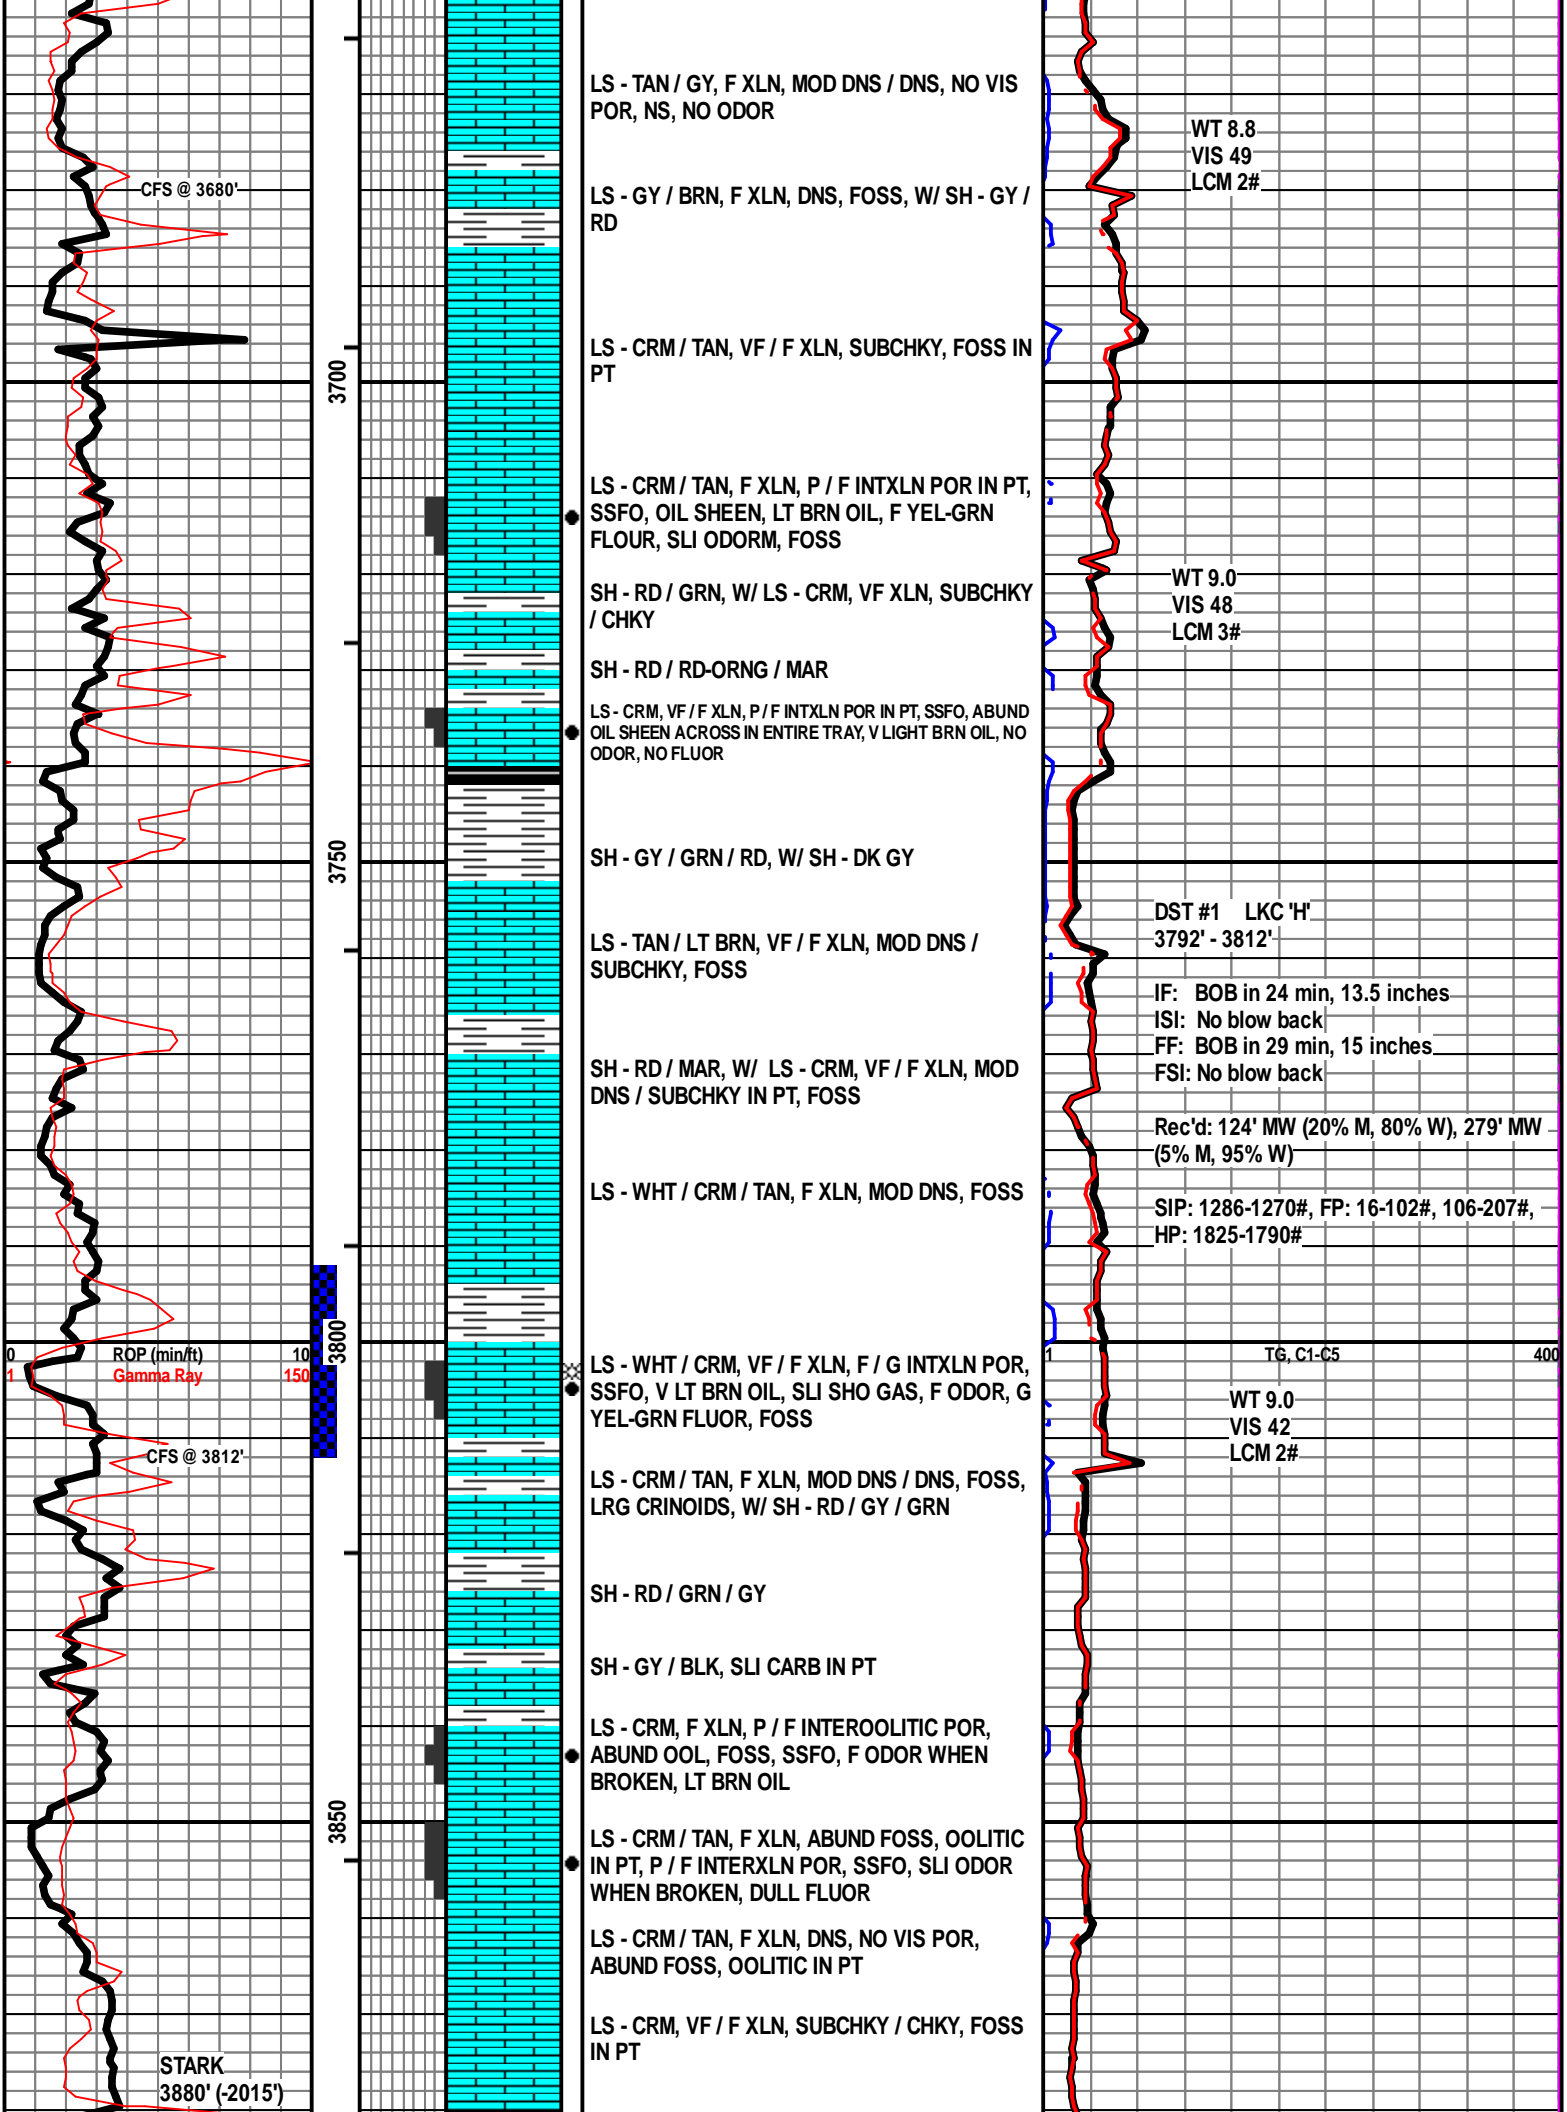 LS - TAN / GY, F XLN, MOD DNS / DNS, NO VIS
POR, NS, NO ODOR
WT 8.8
VIS 49
LCM 2#
CFS @ 3680'
LS - GY / BRN, F XLN, DNS, FOSS, W/ SH - GY /
RD
LS - CRM / TAN, VF / F XLN, SUBCHKY, FOSS IN
PT
3700
LS - CRM / TAN, F XLN, P / F INTXLN POR IN PT,
SSFO, OIL SHEEN, LT BRN OIL, F YEL-GRN
FLOUR, SLI ODORM, FOSS
WT 9.0
VIS 48
LCM 3#
SH - RD / GRN, W/ LS - CRM, VF XLN, SUBCHKY
/ CHKY
SH - RD / RD-ORNG / MAR
LS - CRM, VF / F XLN, P / F INTXLN POR IN PT, SSFO, ABUND
OIL SHEEN ACROSS IN ENTIRE TRAY, V LIGHT BRN OIL, NO
ODOR, NO FLUOR
3750
SH - GY / GRN / RD, W/ SH - DK GY
DST #1 LKC 'H'
3792' - 3812'
LS - TAN / LT BRN, VF / F XLN, MOD DNS /
SUBCHKY, FOSS
IF: BOB in 24 min, 13.5 inches
ISI: No blow back
FF: BOB in 29 min, 15 inches
FSI: No blow back
SH - RD / MAR, W/ LS - CRM, VF / F XLN, MOD
DNS / SUBCHKY IN PT, FOSS
Rec'd: 124' MW (20% M, 80% W), 279' MW
(5% M, 95% W)
LS - WHT / CRM / TAN, F XLN, MOD DNS, FOSS
SIP: 1286-1270#, FP: 16-102#, 106-207#,
HP: 1825-1790#
3800
0 ROP (min/ft) 10
1 Gamma Ray 150
1 TG, C1-C5 400
LS - WHT / CRM, VF / F XLN, F / G INTXLN POR,
SSFO, V LT BRN OIL, SLI SHO GAS, F ODOR, G
YEL-GRN FLUOR, FOSS
WT 9.0
VIS 42
LCM 2#
CFS @ 3812'
LS - CRM / TAN, F XLN, MOD DNS / DNS, FOSS,
LRG CRINOIDS, W/ SH - RD / GY / GRN
SH - RD / GRN / GY
SH - GY / BLK, SLI CARB IN PT
LS - CRM, F XLN, P / F INTEROOLITIC POR,
ABUND OOL, FOSS, SSFO, F ODOR WHEN
BROKEN, LT BRN OIL
3850
LS - CRM / TAN, F XLN, ABUND FOSS, OOLITIC
IN PT, P / F INTERXLN POR, SSFO, SLI ODOR
WHEN BROKEN, DULL FLUOR
LS - CRM / TAN, F XLN, DNS, NO VIS POR,
ABUND FOSS, OOLITIC IN PT
LS - CRM, VF / F XLN, SUBCHKY / CHKY, FOSS
IN PT
STARK
3880' (-2015')